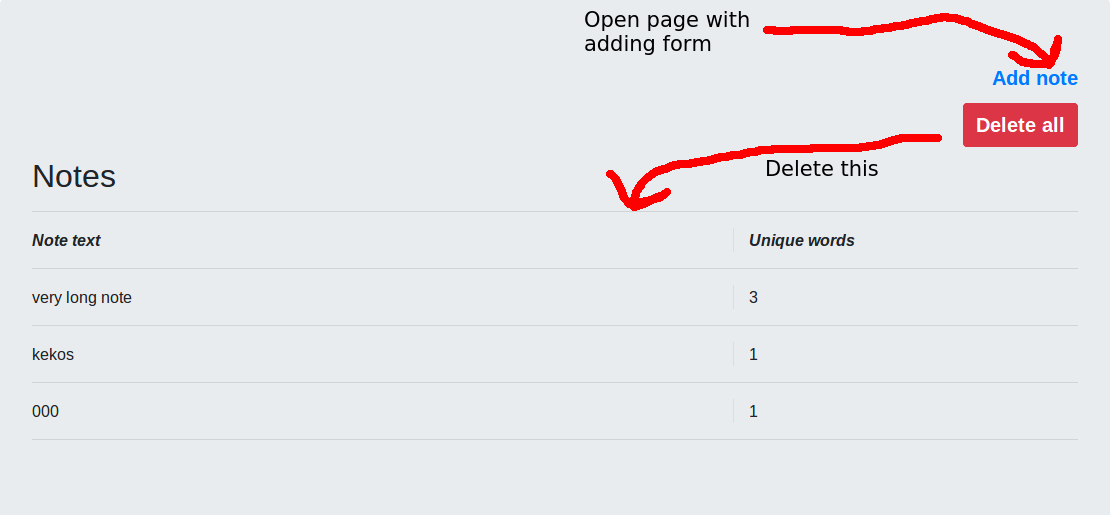 Open page with
adding form
Add note
Delete all
Delete this
Notes
Note text Unique words
very long note 3
kekos 1
000 1